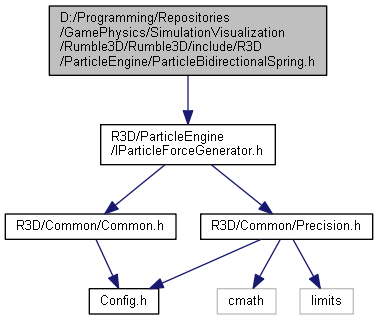 D:/Programming/Repositories
/GamePhysics/SimulationVisualization
/Rumble3D/Rumble3D/include/R3D
/ParticleEngine/ParticleBidirectionalSpring.h
R3D/ParticleEngine
/IParticleForceGenerator.h
R3D/Common/Common.h
R3D/Common/Precision.h
Config.h
cmath
limits